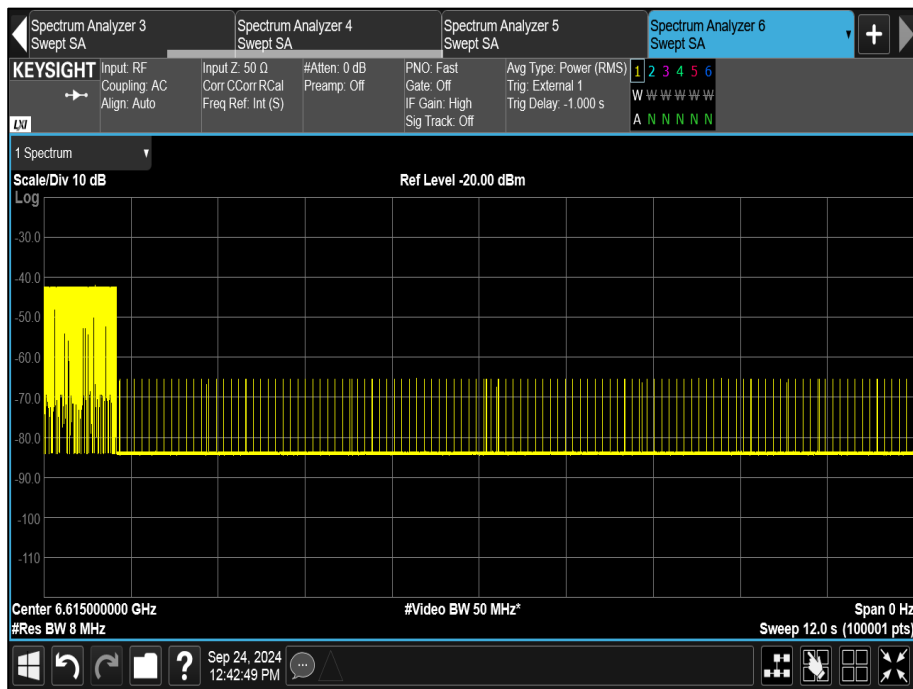 Spectrum Analyzer 3
Swept SA
Spectrum Analyzer 4
Swept SA
Spectrum Analyzer 5
Swept SA
Spectrum Analyzer 6
Swept SA
KEYSIGHT
LXI
Input: RF
Coupling: AC
Align: Auto
Input Z: 50 Ω
Corr CCorr RCal
Freq Ref: Int (S)
#Atten: 0 dB
Preamp: Off
PNO: Fast
Gate: Off
IF Gain: High
Sig Track: Off
Avg Type: Power (RMS)
Trig: External 1
Trig Delay: -1.000 s
1 2 3 4 5 6
W W W W W W
A N N N N N
1 Spectrum
Scale/Div 10 dB
Ref Level -20.00 dBm
Log
-30.0
-40.0
-50.0
-60.0
-70.0
-80.0
-90.0
-100
-110
Center 6.615000000 GHz
#Video BW 50 MHz*
Span 0 Hz
#Res BW 8 MHz
Sweep 12.0 s (100001 pts)
?
Sep 24, 2024
12:42:49 PM